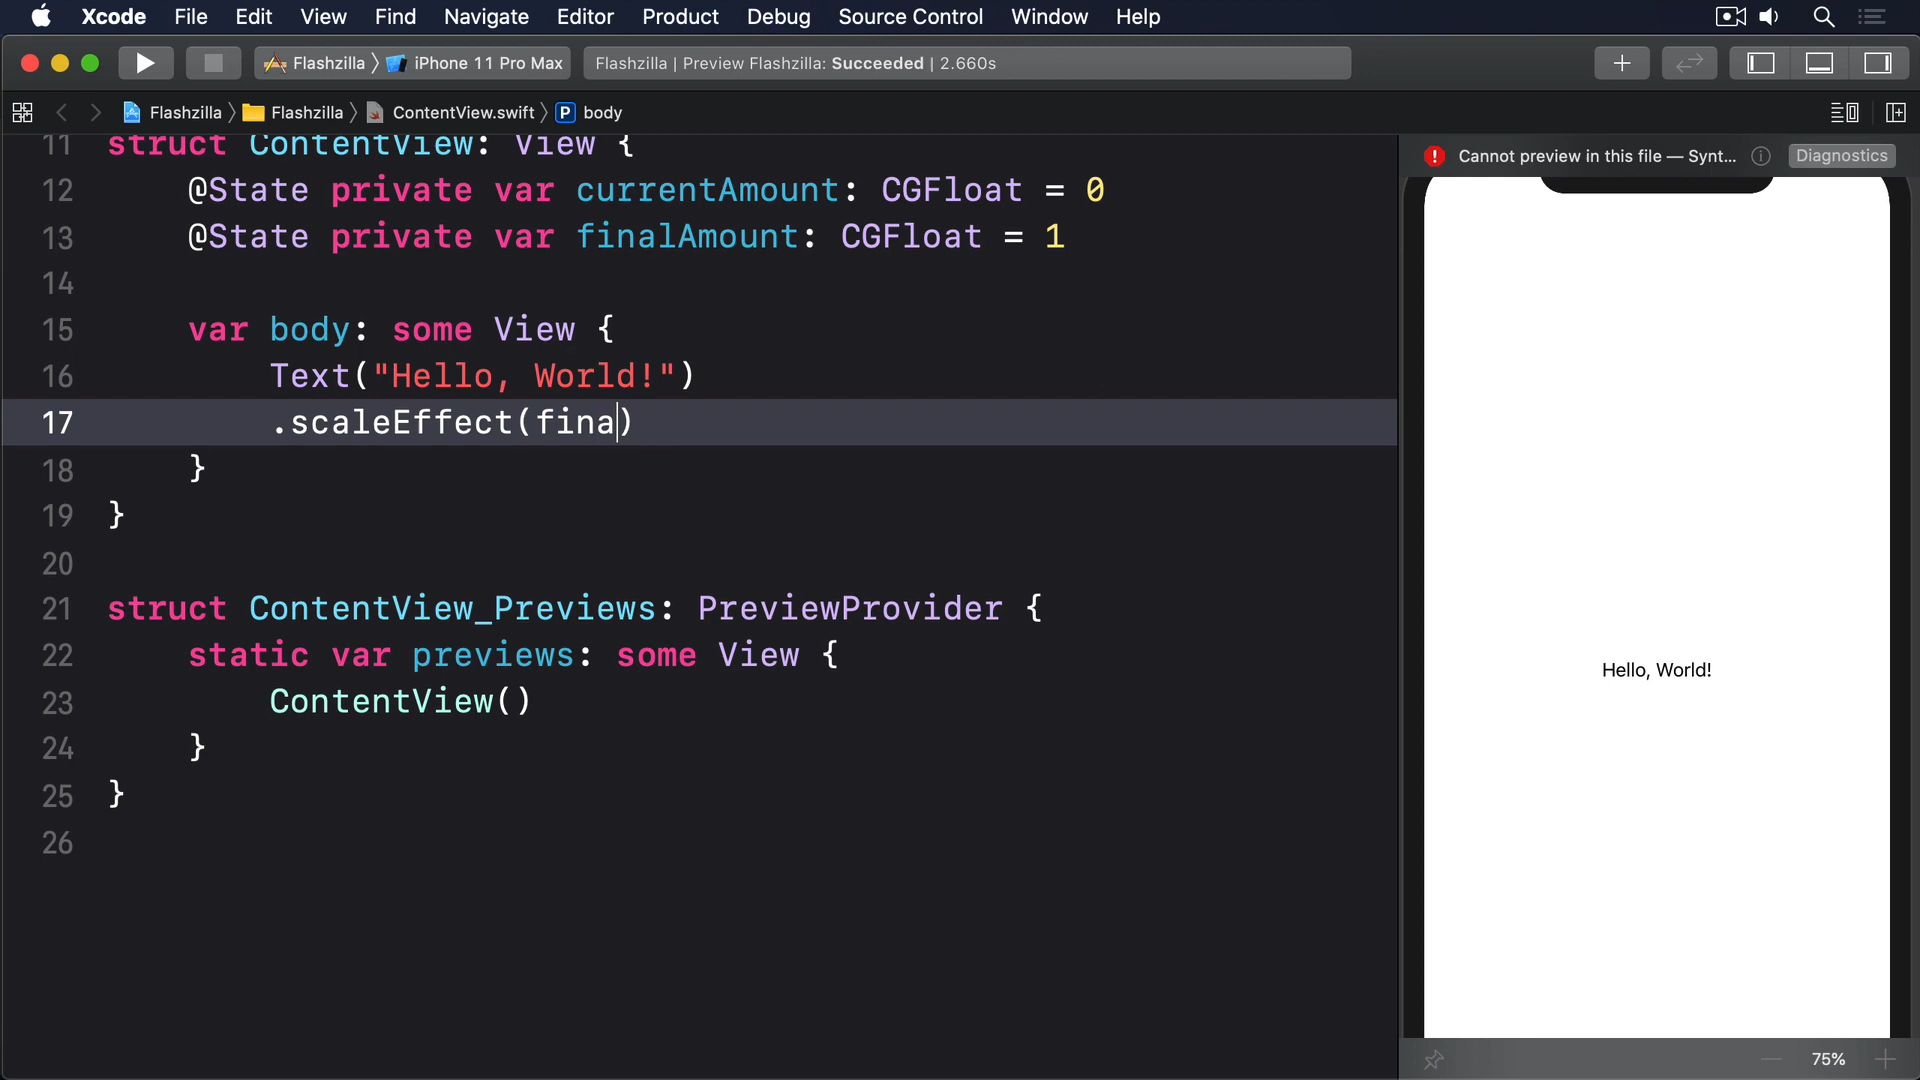 Xcode File Edit View Find Navigate Editor Product Debug Source Control Window Help
Flashzilla iPhone 11 Pro Max Flashzilla | Preview Flashzilla: Succeeded | 2.660s
Flashzilla Flashzilla ContentView.swift P body
Cannot preview in this file — Synt... Diagnostics
11 struct ContentView: View {
12 @State private var currentAmount: CGFloat = 0
13 @State private var finalAmount: CGFloat = 1
14
15 var body: some View {
16 Text("Hello, World!")
17 .scaleEffect(fina)
18 }
19 }
20
21 struct ContentView_Previews: PreviewProvider {
22 static var previews: some View {
23 ContentView()
24 }
25 }
26
Hello, World!
75%